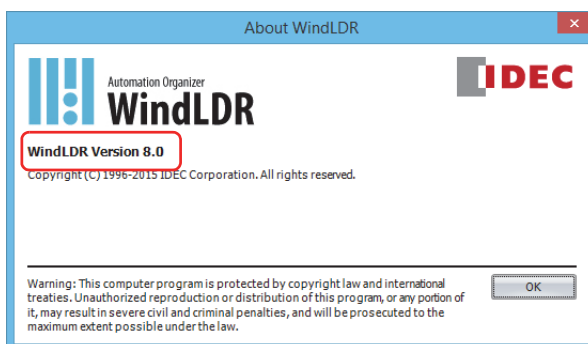 About WindLDR
Automation Organizer
WindLDR
IDEC
WindLDR Version 8.0
Copyright (C) 1996-2015 IDEC Corporation. All rights reserved.
Warning: This computer program is protected by copyright law and international
treaties. Unauthorized reproduction or distribution of this program, or any portion of
it, may result in severe civil and criminal penalties, and will be prosecuted to the
maximum extent possible under the law.
OK